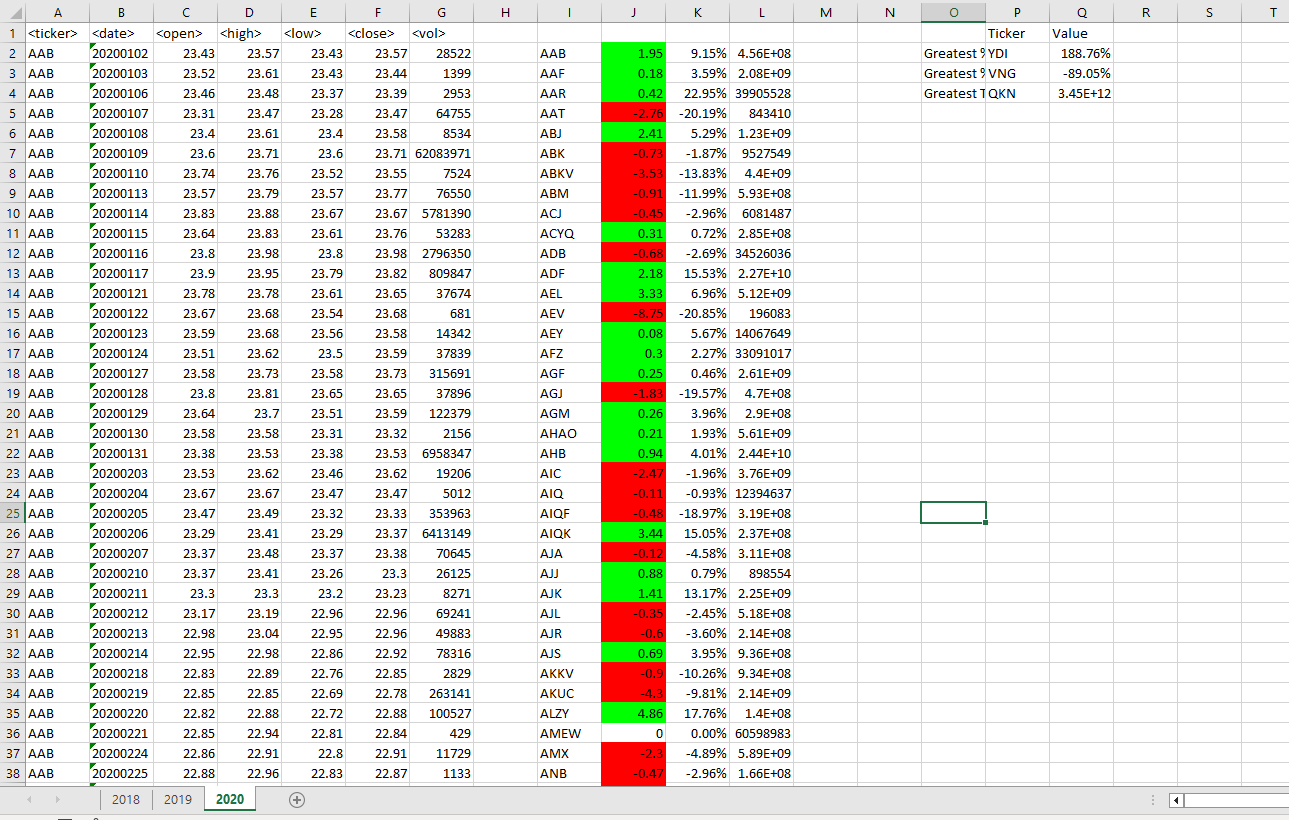 A B C D E F G H I J K L M N O P Q R S T
1 <ticker> <date> <open> <high> <low> <close> <vol> Ticker Value
2 AAB 20200102 23.43 23.57 23.43 23.57 28522 AAB 1.95 9.15% 4.56E+08 Greatest % YDI 188.76%
3 AAB 20200103 23.52 23.61 23.43 23.44 1399 AAF 0.18 3.59% 2.08E+09 Greatest % VNG -89.05%
4 AAB 20200106 23.46 23.48 23.37 23.39 2953 AAR 0.42 22.95% 39905528 Greatest T QKN 3.45E+12
5 AAB 20200107 23.31 23.47 23.28 23.47 64755 AAT -2.76 -20.19% 843410
6 AAB 20200108 23.4 23.61 23.4 23.58 8534 ABJ 2.41 5.29% 1.23E+09
7 AAB 20200109 23.6 23.71 23.6 23.71 62083971 ABK -0.73 -1.87% 9527549
8 AAB 20200110 23.74 23.76 23.52 23.55 7524 ABKV -3.53 -13.83% 4.4E+09
9 AAB 20200113 23.57 23.79 23.57 23.77 76550 ABM -0.91 -11.99% 5.93E+08
10 AAB 20200114 23.83 23.88 23.67 23.67 5781390 ACJ -0.45 -2.96% 6081487
11 AAB 20200115 23.64 23.83 23.61 23.76 53283 ACYQ 0.31 0.72% 2.85E+08
12 AAB 20200116 23.8 23.95 23.8 23.98 2796350 ADB -0.68 -2.69% 34526036
13 AAB 20200117 23.9 23.95 23.79 23.82 809847 ADF 2.18 15.53% 2.27E+10
14 AAB 20200121 23.78 23.78 23.61 23.65 37674 AEL 3.33 6.96% 5.12E+09
15 AAB 20200122 23.67 23.68 23.54 23.68 681 AEV -8.75 -20.85% 196083
16 AAB 20200123 23.59 23.68 23.56 23.58 14342 AEY 0.08 5.67% 14067649
17 AAB 20200124 23.51 23.62 23.5 23.59 37839 AFZ 0.3 2.27% 33091017
18 AAB 20200127 23.58 23.73 23.58 23.73 315691 AGF 0.25 0.46% 2.61E+09
19 AAB 20200128 23.8 23.81 23.65 23.65 37896 AGJ -1.83 -19.57% 4.7E+08
20 AAB 20200129 23.64 23.7 23.51 23.59 122379 AGM 0.26 3.96% 2.9E+08
21 AAB 20200130 23.58 23.58 23.31 23.32 2156 AHAO 0.21 1.93% 5.61E+09
22 AAB 20200131 23.38 23.53 23.38 23.53 6958347 AHB 0.94 4.01% 2.44E+10
23 AAB 20200203 23.53 23.62 23.46 23.62 19206 AIC -2.47 -1.96% 3.76E+09
24 AAB 20200204 23.67 23.67 23.47 23.47 5012 AIQ -0.11 -0.93% 12394637
25 AAB 20200205 23.47 23.49 23.32 23.33 353963 AIQF -0.48 -18.97% 3.19E+08
26 AAB 20200206 23.29 23.41 23.29 23.37 6413149 AIQK 3.44 15.05% 2.37E+08
27 AAB 20200207 23.37 23.48 23.37 23.38 70645 AJA -0.12 -4.58% 3.11E+08
28 AAB 20200210 23.37 23.41 23.26 23.3 26125 AJJ 0.88 0.79% 898554
29 AAB 20200211 23.3 23.3 23.2 23.23 8271 AJK 1.41 13.17% 2.25E+09
30 AAB 20200212 23.17 23.19 22.96 22.96 69241 AJL -0.35 -2.45% 5.18E+08
31 AAB 20200213 22.98 23.04 22.95 22.96 49883 AJR -0.6 -3.60% 2.14E+08
32 AAB 20200214 22.95 22.98 22.86 22.92 78316 AJS 0.69 3.95% 9.36E+08
33 AAB 20200218 22.83 22.89 22.76 22.85 2829 AKKV -0.9 -10.26% 9.34E+08
34 AAB 20200219 22.85 22.85 22.69 22.78 263141 AKUC -4.3 -9.81% 2.14E+09
35 AAB 20200220 22.82 22.88 22.72 22.88 100527 ALZY 4.86 17.76% 1.4E+08
36 AAB 20200221 22.85 22.94 22.81 22.84 429 AMEW 0 0.00% 60598983
37 AAB 20200224 22.86 22.91 22.8 22.91 11729 AMX -2.3 -4.89% 5.89E+09
38 AAB 20200225 22.88 22.96 22.83 22.87 1133 ANB -0.47 -2.96% 1.66E+08
2018 2019 2020